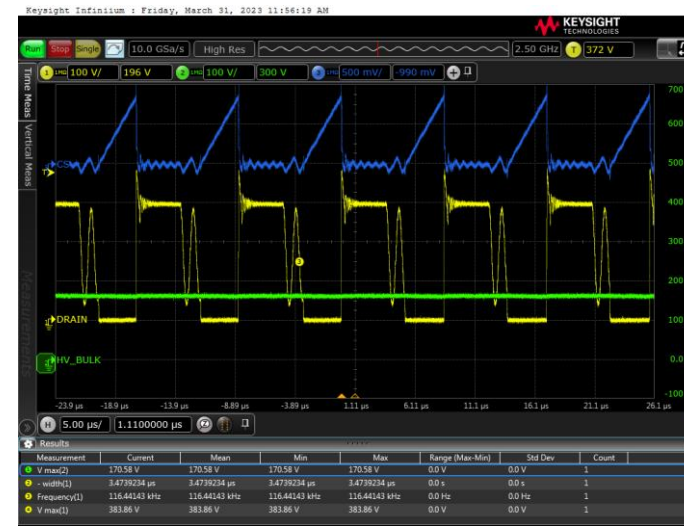 Keysight Infiniium : Friday, March 31, 2023 11:56:19 AM
KEYSIGHT
TECHNOLOGIES
Run Stop Single 10.0 GSa/s High Res 2.50 GHz T 372 V
1 1MΩ 100 V/ 196 V 2 1MΩ 100 V/ 300 V 3 1MΩ 500 mV/ -990 mV
Time Meas
Vertical Meas
Measurements
700
600
CS
500
T
400
300
3
200
DRAIN
100
HV_BULK
0.0
-100
-23.9 µs -18.9 µs -13.9 µs -8.89 µs -3.89 µs 1.11 µs 6.11 µs 11.1 µs 16.1 µs 21.1 µs 26.1 µs
H 5.00 µs/ 1.1100000 µs
Results
Measurement Current Mean Min Max Range (Max-Min) Std Dev Count
V max(2) 170.58 V 170.58 V 170.58 V 170.58 V 0.0 V 0.0 V 1
- width(1) 3.4739234 µs 3.4739234 µs 3.4739234 µs 3.4739234 µs 0.0 s 0.0 s 1
Frequency(1) 116.44143 kHz 116.44143 kHz 116.44143 kHz 116.44143 kHz 0.0 Hz 0.0 Hz 1
V max(1) 383.86 V 383.86 V 383.86 V 383.86 V 0.0 V 0.0 V 1